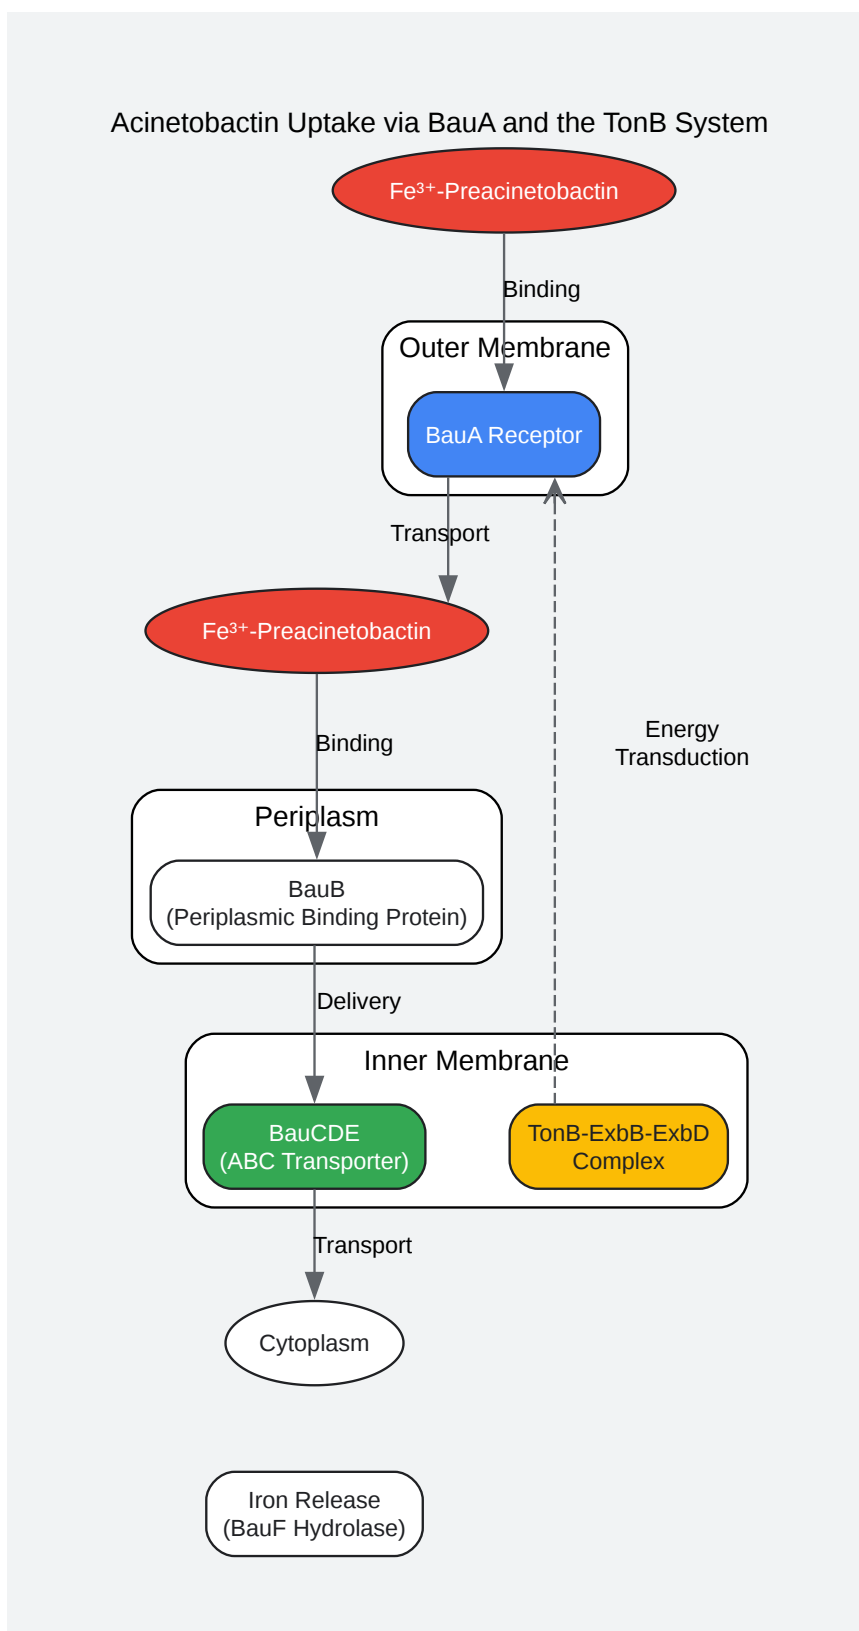 Acinetobactin Uptake via BauA and the TonB System
Fe³⁺-Preacinetobactin
Binding
Outer Membrane
BauA Receptor
Transport
Fe³⁺-Preacinetobactin
Energy
Transduction
Binding
Periplasm
BauB
(Periplasmic Binding Protein)
Delivery
Inner Membrane
BauCDE
(ABC Transporter)
TonB-ExbB-ExbD
Complex
Transport
Cytoplasm
Iron Release
(BauF Hydrolase)